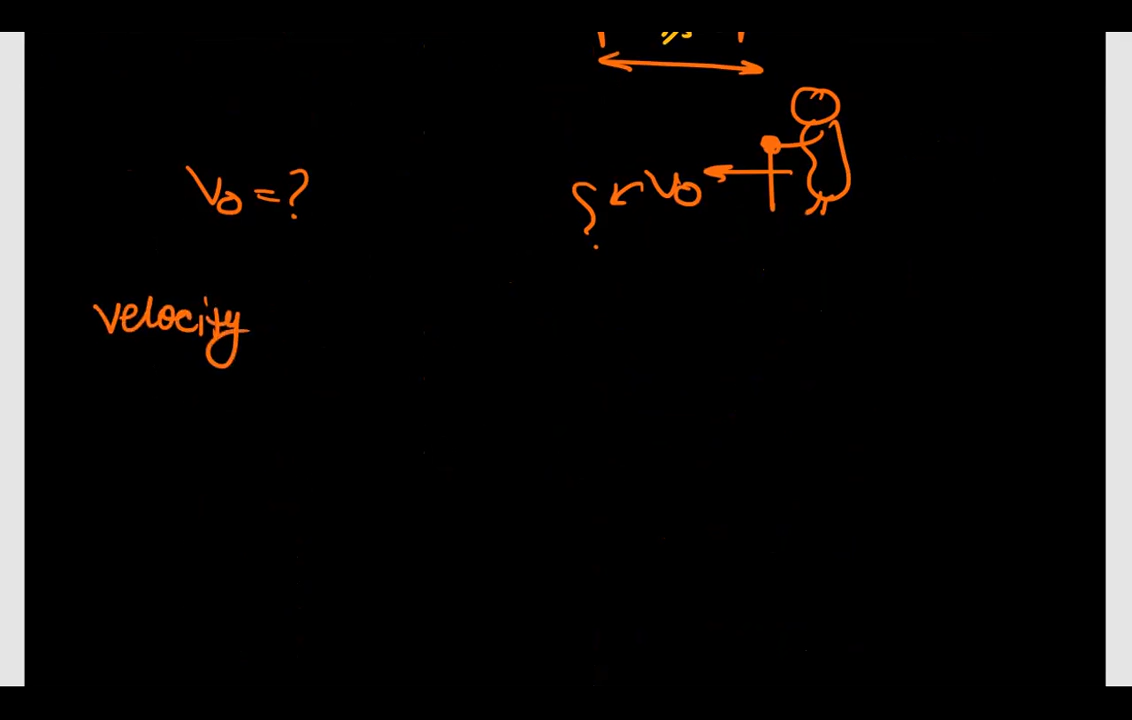 V₀ = ?
V₀
?
velocity